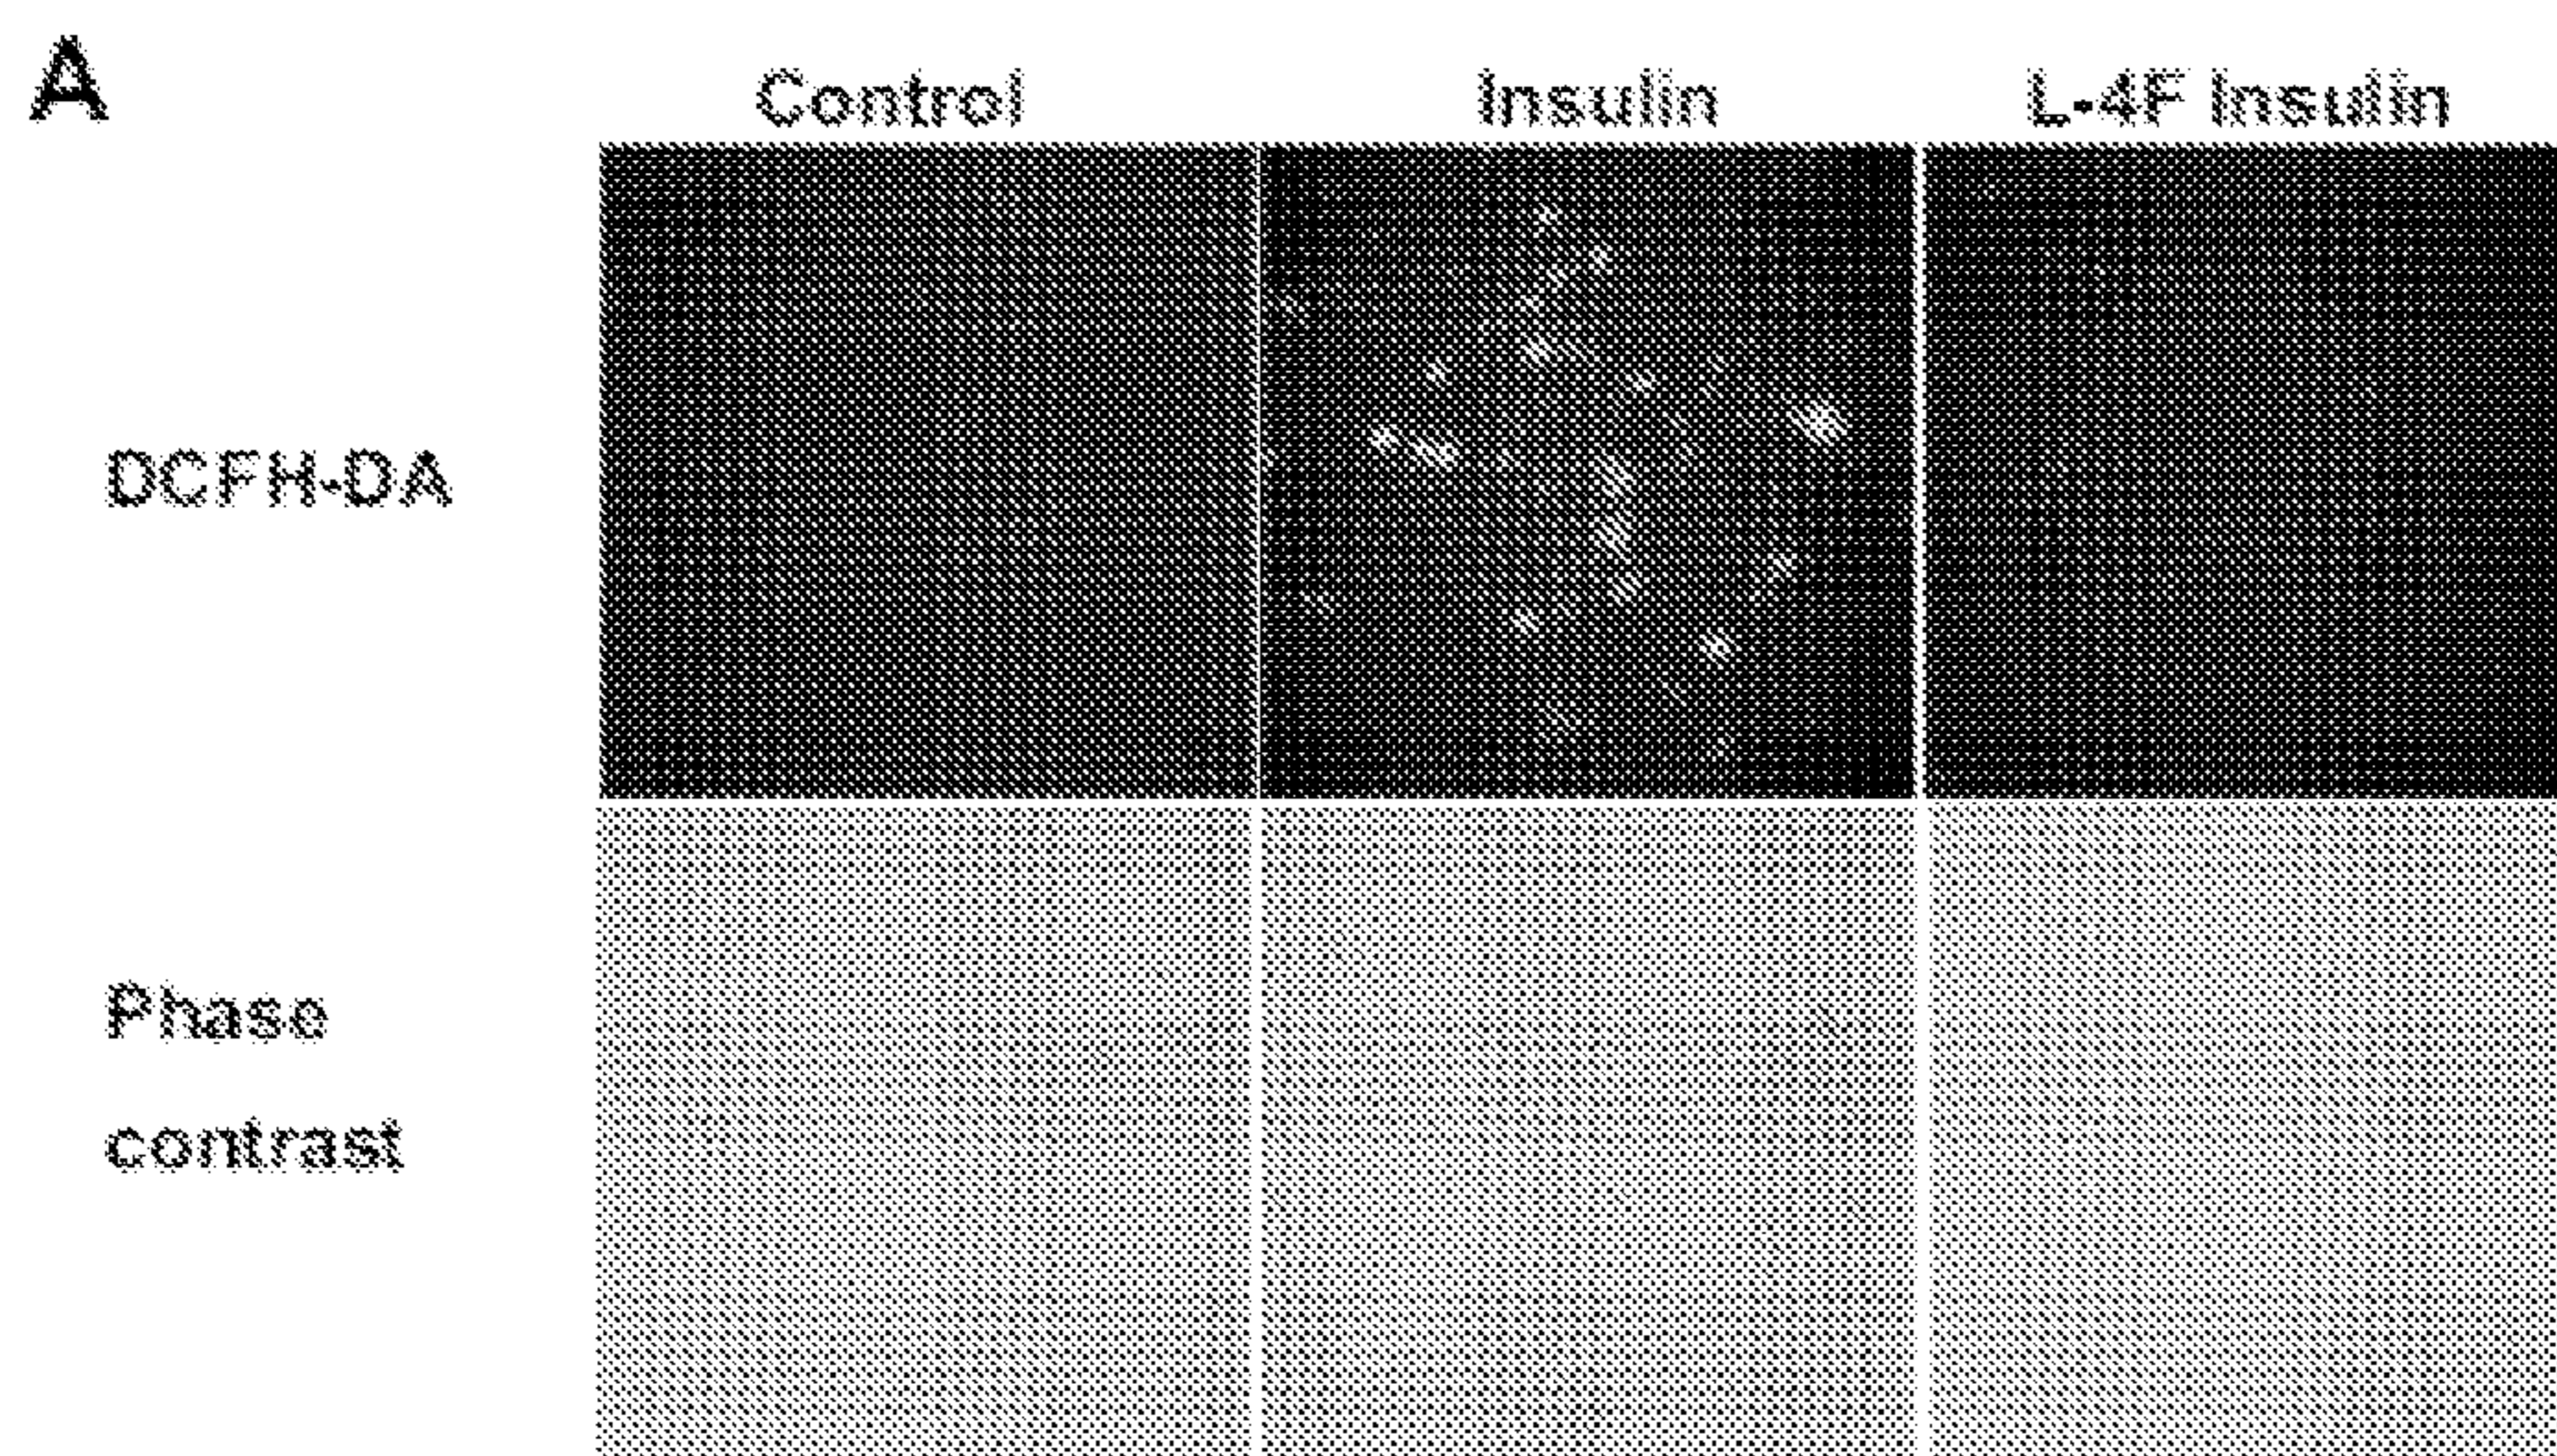 A
Control Insulin L-4F Insulin
DCFH-DA
Phase
contrast